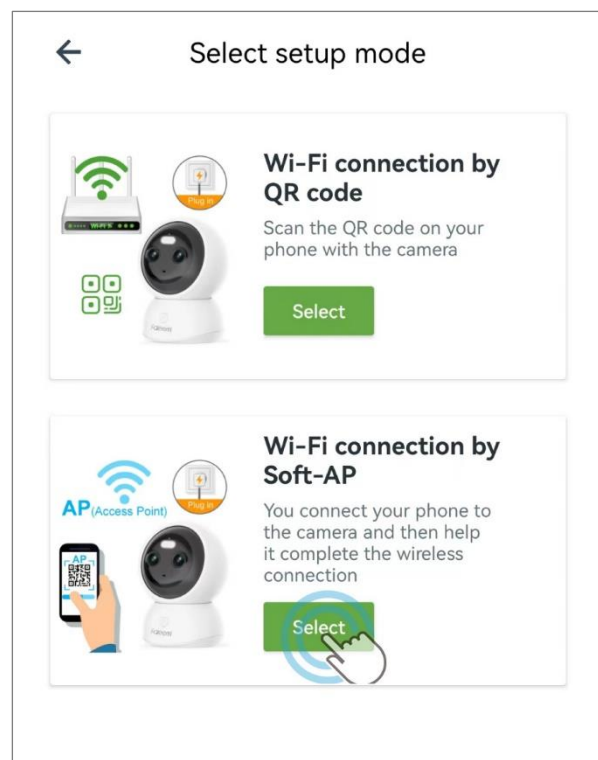 Select setup mode
Wi-Fi connection by
QR code
Scan the QR code on your
phone with the camera
Plug in
Select
Wi-Fi connection by
Soft-AP
You connect your phone to
the camera and then help
it complete the wireless
connection
AP(Access Point)
Plug in
AP
Select